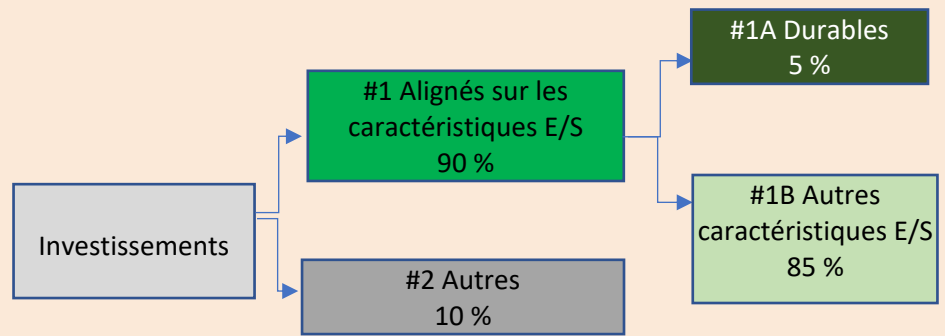 Investissements
#1 Alignés sur les
caractéristiques E/S
90 %
#2 Autres
10 %
#1A Durables
5 %
#1B Autres
caractéristiques E/S
85 %